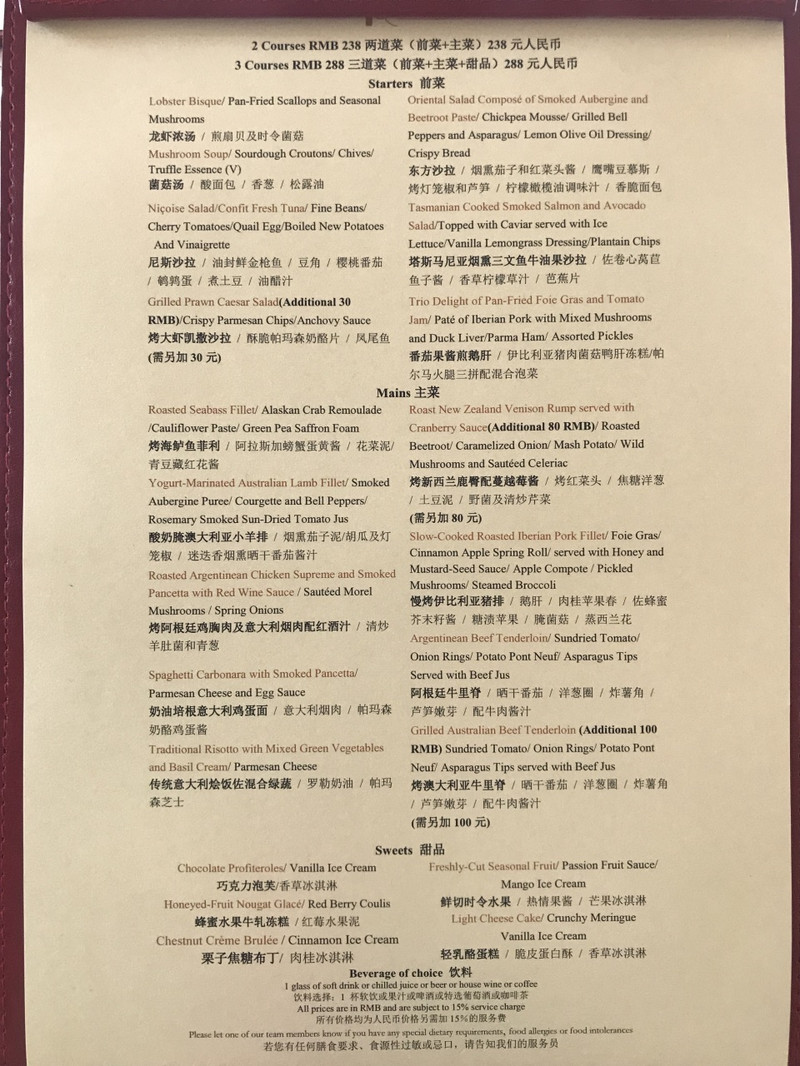 2 Courses RMB 238 两道菜（前菜+主菜）238 元人民币
3 Courses RMB 288 三道菜（前菜+主菜+甜品）288 元人民币
Starters 前菜
Lobster Bisque/ Pan-Fried Scallops and Seasonal
Mushrooms
龙虾浓汤 / 煎扇贝及时令菌菇
Mushroom Soup/ Sourdough Croutons/ Chives/
Truffle Essence (V)
菌菇汤 / 酸面包 / 香葱 / 松露油
Niçoise Salad/Confit Fresh Tuna/ Fine Beans/
Cherry Tomatoes/Quail Egg/Boiled New Potatoes
And Vinaigrette
尼斯沙拉 / 油封鲜金枪鱼 / 豆角 / 樱桃番茄
/ 鹌鹑蛋 / 煮土豆 / 油醋汁
Grilled Prawn Caesar Salad(Additional 30
RMB)/Crispy Parmesan Chips/Anchovy Sauce
烤大虾凯撒沙拉 / 酥脆帕玛森奶酪片 / 凤尾鱼
(需另加 30 元)
Oriental Salad Composé of Smoked Aubergine and
Beetroot Paste/ Chickpea Mousse/ Grilled Bell
Peppers and Asparagus/ Lemon Olive Oil Dressing/
Crispy Bread
东方沙拉 / 烟熏茄子和红菜头酱 / 鹰嘴豆慕斯 /
烤灯笼椒和芦笋 / 柠檬橄榄油调味汁 / 香脆面包
Tasmanian Cooked Smoked Salmon and Avocado
Salad/Topped with Caviar served with Ice
Lettuce/Vanilla Lemongrass Dressing/Plantain Chips
塔斯马尼亚烟熏三文鱼牛油果沙拉 / 佐卷心莴苣
鱼子酱 / 香草柠檬草汁 / 芭蕉片
Trio Delight of Pan-Fried Foie Gras and Tomato
Jam/ Paté of Iberian Pork with Mixed Mushrooms
and Duck Liver/Parma Ham/ Assorted Pickles
番茄果酱煎鹅肝 / 伊比利亚猪肉菌菇鸭肝冻糕/帕
尔马火腿三拼配混合泡菜
Mains 主菜
Roasted Seabass Fillet/ Alaskan Crab Remoulade
/Cauliflower Paste/ Green Pea Saffron Foam
烤海鲈鱼菲利 / 阿拉斯加螃蟹蛋黄酱 / 花菜泥/
青豆藏红花酱
Yogurt-Marinated Australian Lamb Fillet/ Smoked
Aubergine Puree/ Courgette and Bell Peppers/
Rosemary Smoked Sun-Dried Tomato Jus
酸奶腌澳大利亚小羊排 / 烟熏茄子泥/胡瓜及灯
笼椒 / 迷迭香烟熏晒干番茄酱汁
Roasted Argentinean Chicken Supreme and Smoked
Pancetta with Red Wine Sauce / Sautéed Morel
Mushrooms / Spring Onions
烤阿根廷鸡胸肉及意大利烟肉配红酒汁 / 清炒
羊肚菌和青葱
Spaghetti Carbonara with Smoked Pancetta/
Parmesan Cheese and Egg Sauce
奶油培根意大利鸡蛋面 / 意大利烟肉 / 帕玛森
奶酪鸡蛋酱
Traditional Risotto with Mixed Green Vegetables
and Basil Cream/ Parmesan Cheese
传统意大利烩饭佐混合绿蔬 / 罗勒奶油 / 帕玛
森芝士
Roast New Zealand Venison Rump served with
Cranberry Sauce(Additional 80 RMB)/ Roasted
Beetroot/ Caramelized Onion/ Mash Potato/ Wild
Mushrooms and Sautéed Celeriac
烤新西兰鹿臀配蔓越莓酱 / 烤红菜头 / 焦糖洋葱
/ 土豆泥 / 野菌及清炒芹菜
(需另加 80 元)
Slow-Cooked Roasted Iberian Pork Fillet/ Foie Gras/
Cinnamon Apple Spring Roll/ served with Honey and
Mustard-Seed Sauce/ Apple Compote / Pickled
Mushrooms/ Steamed Broccoli
慢烤伊比利亚猪排 / 鹅肝 / 肉桂苹果春 / 佐蜂蜜
芥末籽酱 / 糖渍苹果 / 腌菌菇 / 蒸西兰花
Argentinean Beef Tenderloin/ Sundried Tomato/
Onion Rings/ Potato Pont Neuf/ Asparagus Tips
Served with Beef Jus
阿根廷牛里脊 / 晒干番茄 / 洋葱圈 / 炸薯角 /
芦笋嫩芽 / 配牛肉酱汁
Grilled Australian Beef Tenderloin (Additional 100
RMB) Sundried Tomato/ Onion Rings/ Potato Pont
Neuf/ Asparagus Tips served with Beef Jus
烤澳大利亚牛里脊 / 晒干番茄 / 洋葱圈 / 炸薯角
/ 芦笋嫩芽 / 配牛肉酱汁
(需另加 100 元)
Sweets 甜品
Chocolate Profiteroles/ Vanilla Ice Cream
巧克力泡芙/香草冰淇淋
Honeyed-Fruit Nougat Glacé/ Red Berry Coulis
蜂蜜水果牛轧冻糕 / 红莓水果泥
Chestnut Crème Brulée / Cinnamon Ice Cream
栗子焦糖布丁/ 肉桂冰淇淋
Freshly-Cut Seasonal Fruit/ Passion Fruit Sauce/
Mango Ice Cream
鲜切时令水果 / 热情果酱 / 芒果冰淇淋
Light Cheese Cake/ Crunchy Meringue
Vanilla Ice Cream
轻乳酪蛋糕 / 脆皮蛋白酥 / 香草冰淇淋
Beverage of choice 饮料
1 glass of soft drink or chilled juice or beer or house wine or coffee
饮料选择：1 杯软饮或果汁或啤酒或特选葡萄酒或咖啡茶
All prices are in RMB and are subject to 15% service charge
所有价格均为人民币价格另需加 15%的服务费
Please let one of our team members know if you have any special dietary requirements, food allergies or food intolerances
若您有任何膳食要求、食源性过敏或忌口，请告知我们的服务员